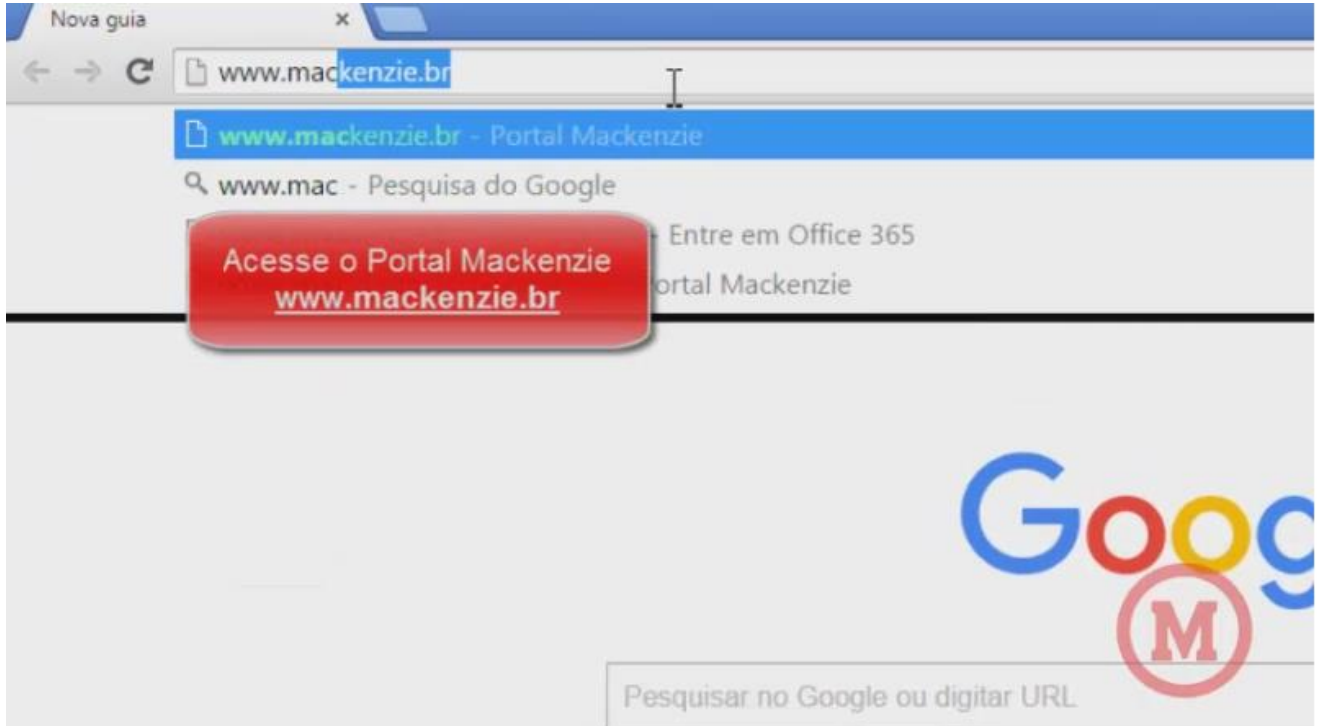 Nova guia
www.mackenzie.br
www.mackenzie.br - Portal Mackenzie
www.mac - Pesquisa do Google
- Entre em Office 365
ortal Mackenzie
Acesse o Portal Mackenzie
www.mackenzie.br
Goog
M
Pesquisar no Google ou digitar URL